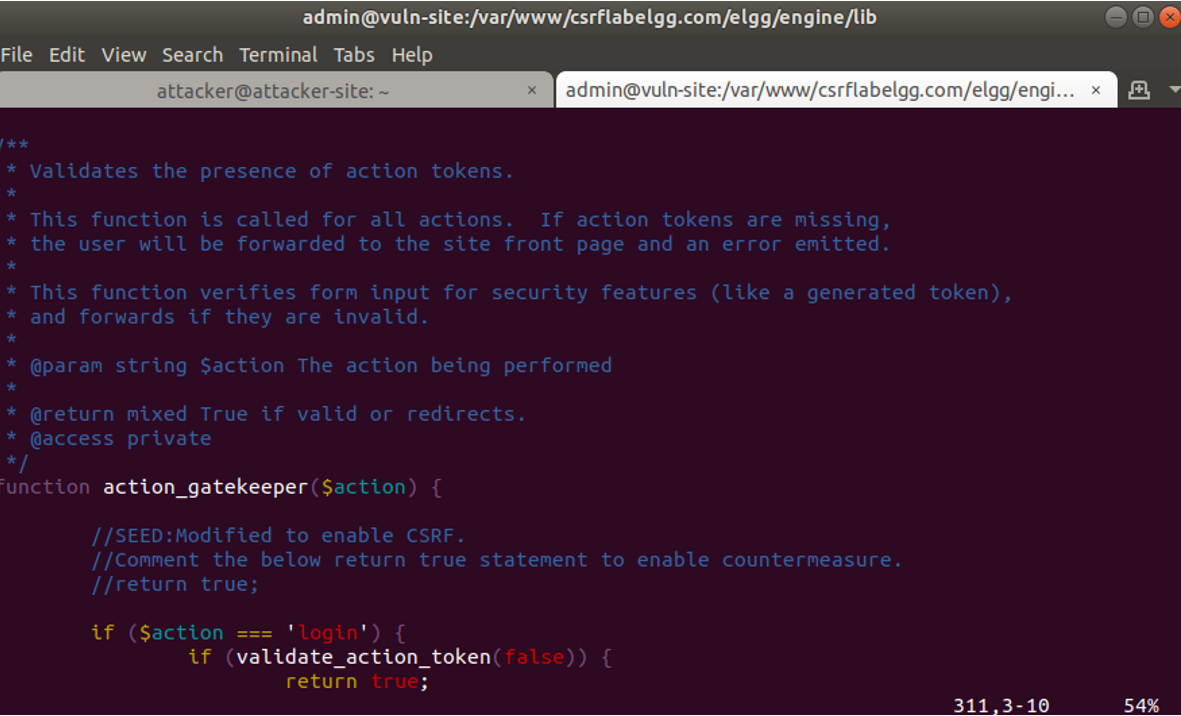 admin@vuln-site:/var/www/csrflabelgg.com/elgg/engine/lib
File Edit View Search Terminal Tabs Help
attacker@attacker-site: ~ × admin@vuln-site:/var/www/csrflabelgg.com/elgg/engi... ×
/**
* Validates the presence of action tokens.
*
* This function is called for all actions.  If action tokens are missing,
* the user will be forwarded to the site front page and an error emitted.
*
* This function verifies form input for security features (like a generated token),
* and forwards if they are invalid.
*
* @param string $action The action being performed
*
* @return mixed True if valid or redirects.
* @access private
*/
function action_gatekeeper($action) {
//SEED:Modified to enable CSRF.
//Comment the below return true statement to enable countermeasure.
//return true;
if ($action === 'login') {
if (validate_action_token(false)) {
return true;
311,3-10 54%